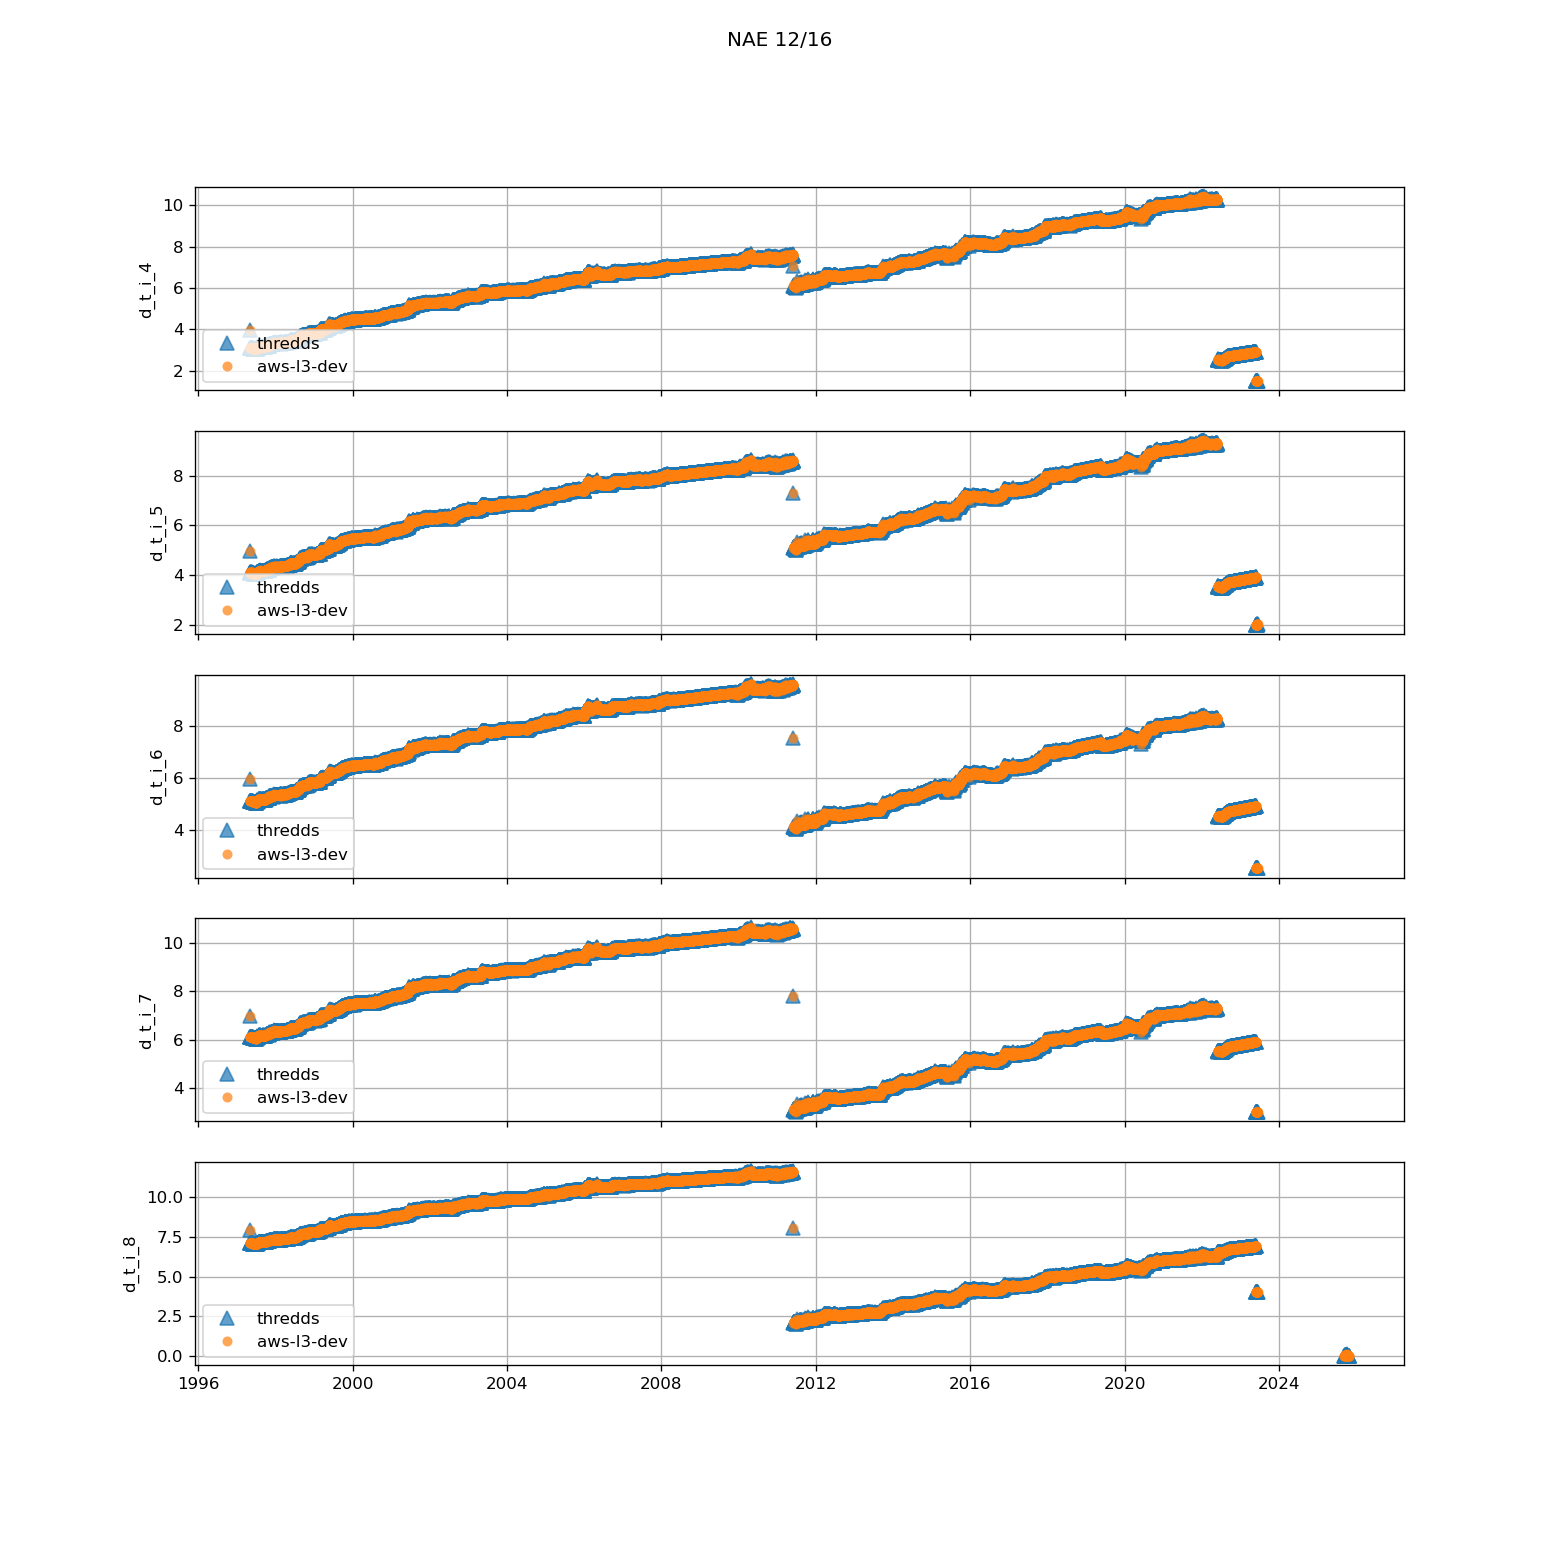 NAE 12/16
10
8
6
4
2
d_t_i_4
thredds
aws-l3-dev
8
6
4
2
d_t_i_5
thredds
aws-l3-dev
8
6
4
d_t_i_6
thredds
aws-l3-dev
10
8
6
4
d_t_i_7
thredds
aws-l3-dev
10.0
7.5
5.0
2.5
0.0
d_t_i_8
thredds
aws-l3-dev
1996 2000 2004 2008 2012 2016 2020 2024